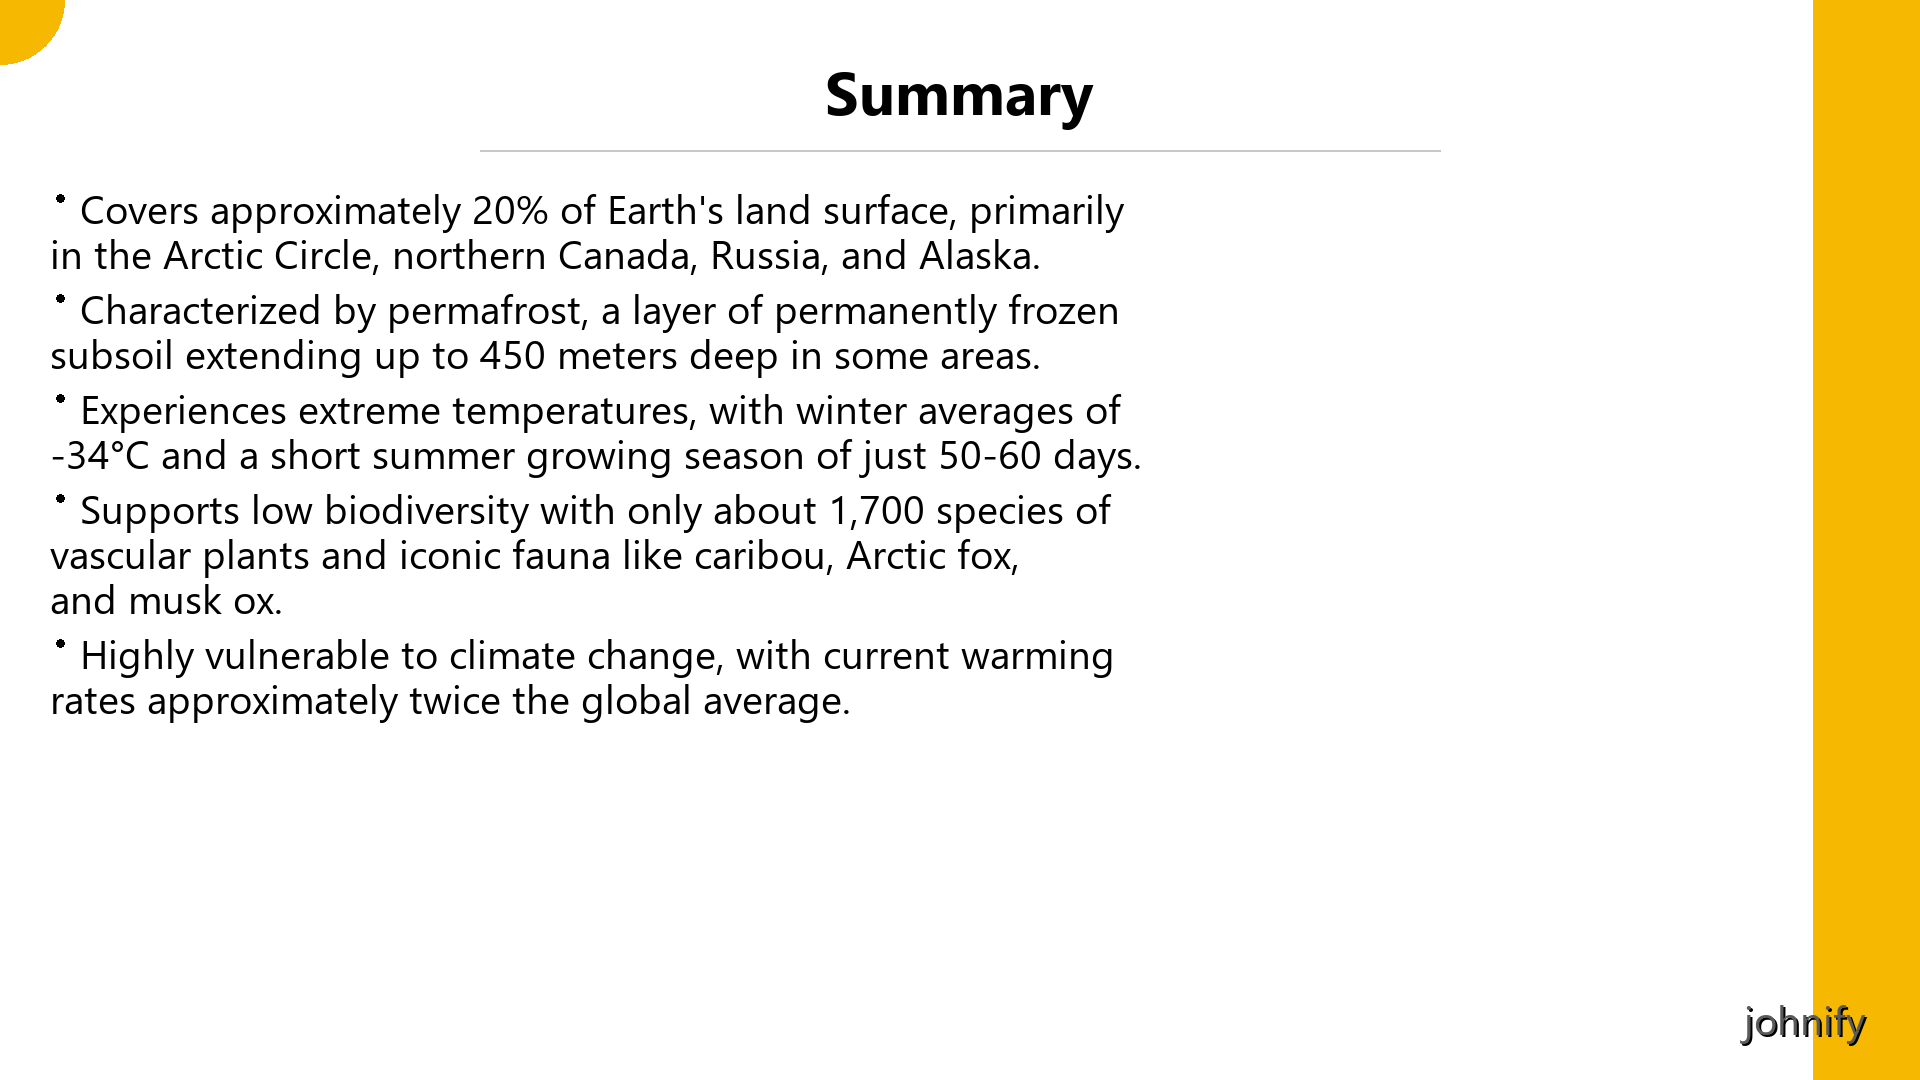 Summary
• Covers approximately 20% of Earth's land surface, primarily
in the Arctic Circle, northern Canada, Russia, and Alaska.
• Characterized by permafrost, a layer of permanently frozen
subsoil extending up to 450 meters deep in some areas.
• Experiences extreme temperatures, with winter averages of
-34°C and a short summer growing season of just 50-60 days.
• Supports low biodiversity with only about 1,700 species of
vascular plants and iconic fauna like caribou, Arctic fox,
and musk ox.
• Highly vulnerable to climate change, with current warming
rates approximately twice the global average.
johnify